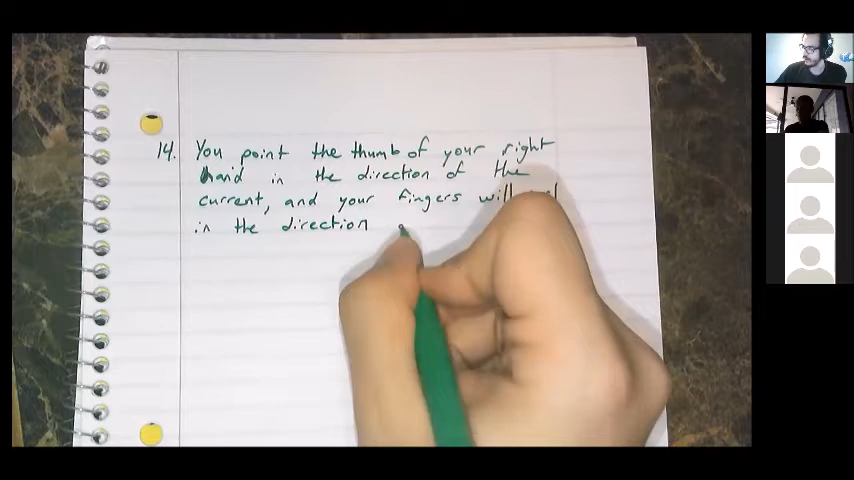 14. You point the thumb of your right
hand in the direction of the
current, and your fingers will
in the direction